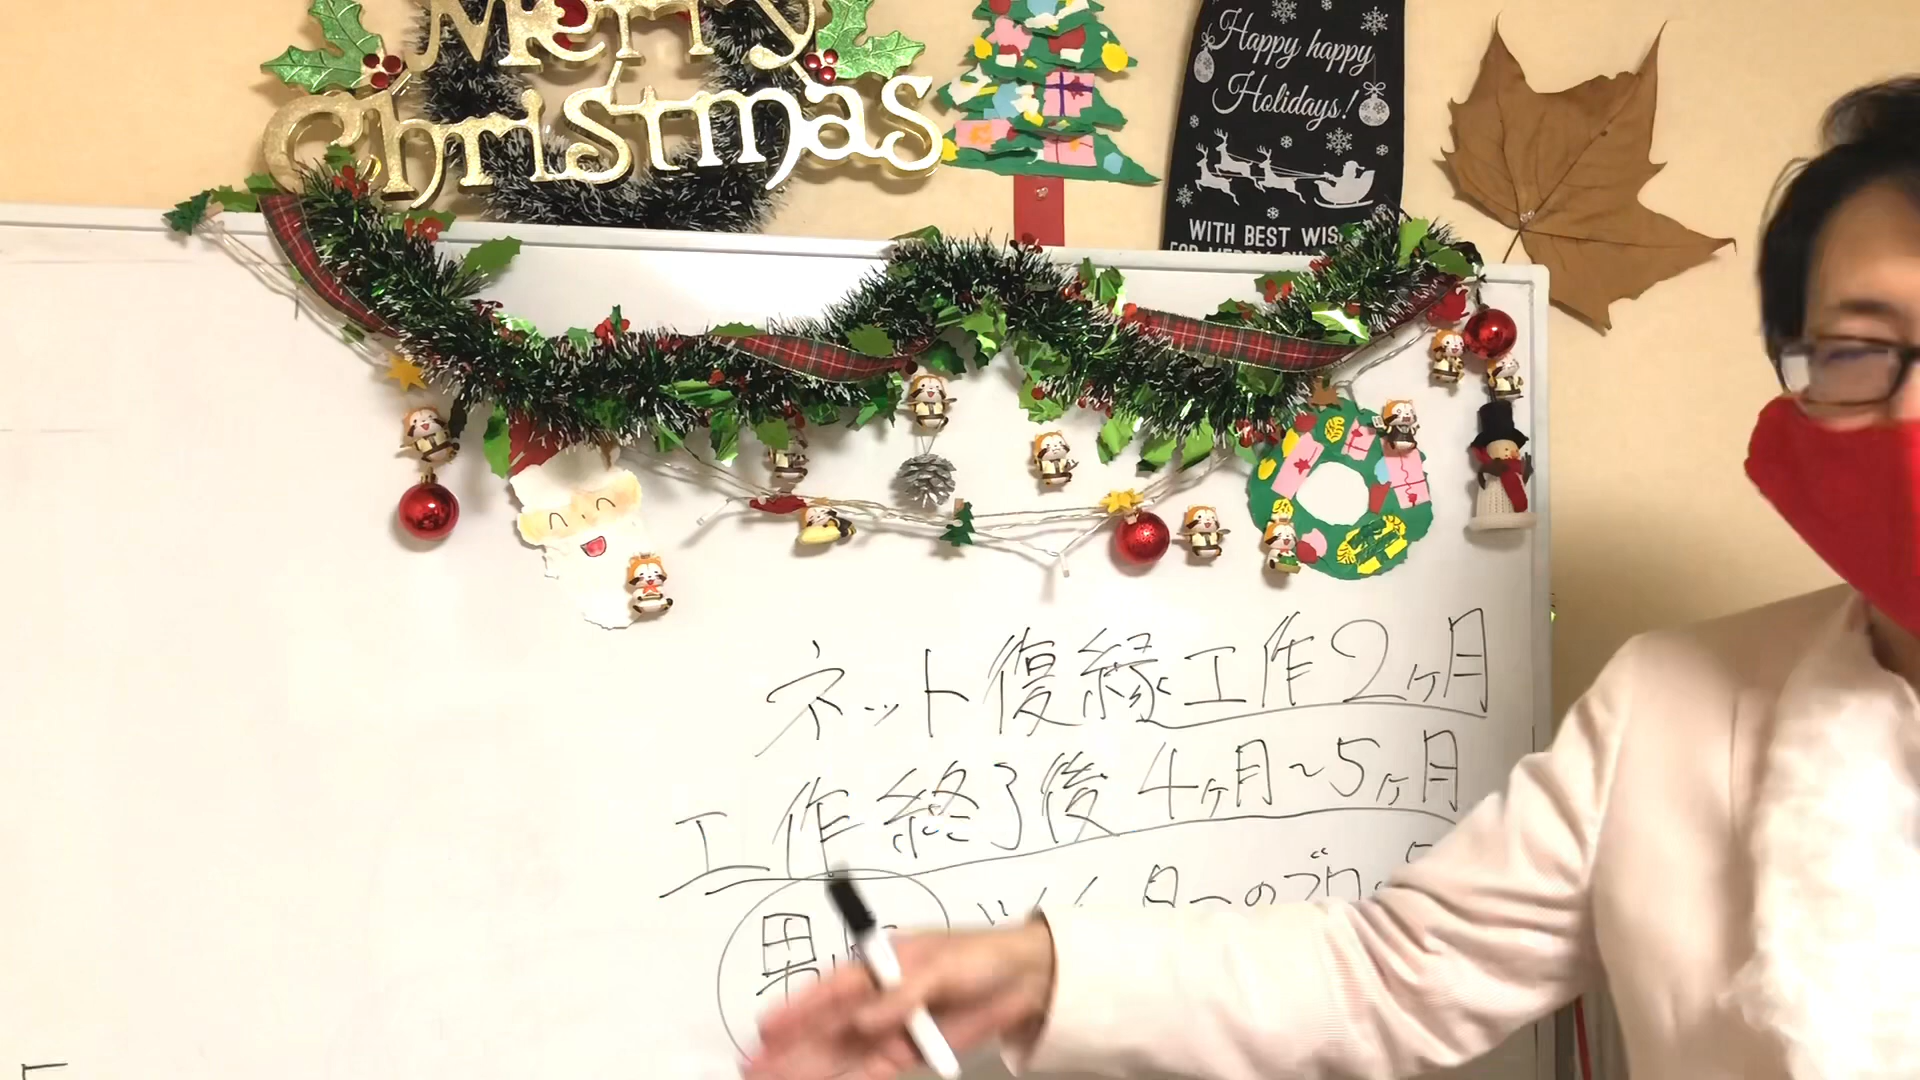 Merry
Christmas
Happy happy
Holidays!
WITH BEST WIS
ネット復縁工作2ヶ月
工作終了後4ヶ月~5ヶ月
男